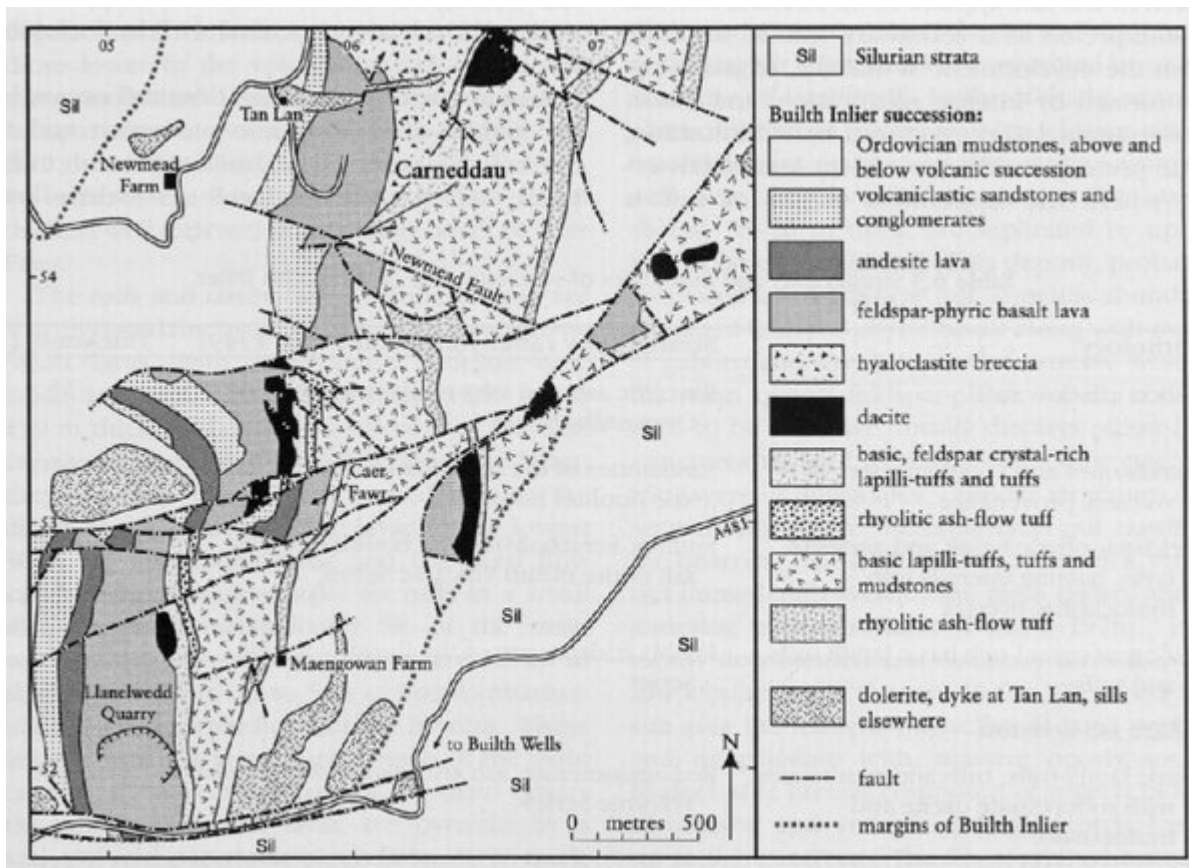 05
06
07
Sil
Tan Lan
Newmead
Farm
Carneddau
54
Newmead Fault
Caer
Fawr
Sil
53
A481
Sil
Sil
Maengowan Farm
Llanelwedd
Quarry
to Builth Wells
52
Sil
Sil
N
0 metres 500
Sil Silurian strata
Builth Inlier succession:
Ordovician mudstones, above and
below volcanic succession
volcaniclastic sandstones and
conglomerates
andesite lava
feldspar-phyric basalt lava
hyaloclastite breccia
dacite
basic, feldspar crystal-rich
lapilli-tuffs and tuffs
rhyolitic ash-flow tuff
basic lapilli-tuffs, tuffs and
mudstones
rhyolitic ash-flow tuff
dolerite, dyke at Tan Lan, sills
elsewhere
fault
margins of Builth Inlier